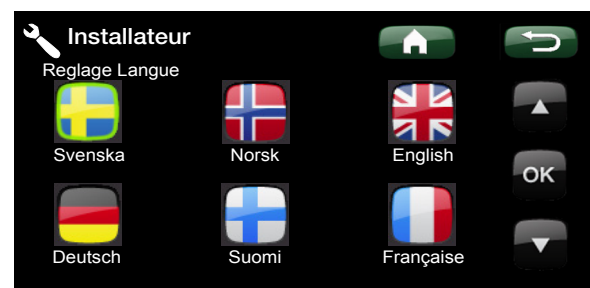 Installateur
Reglage Langue
Svenska Norsk English
OK
Deutsch Suomi Française